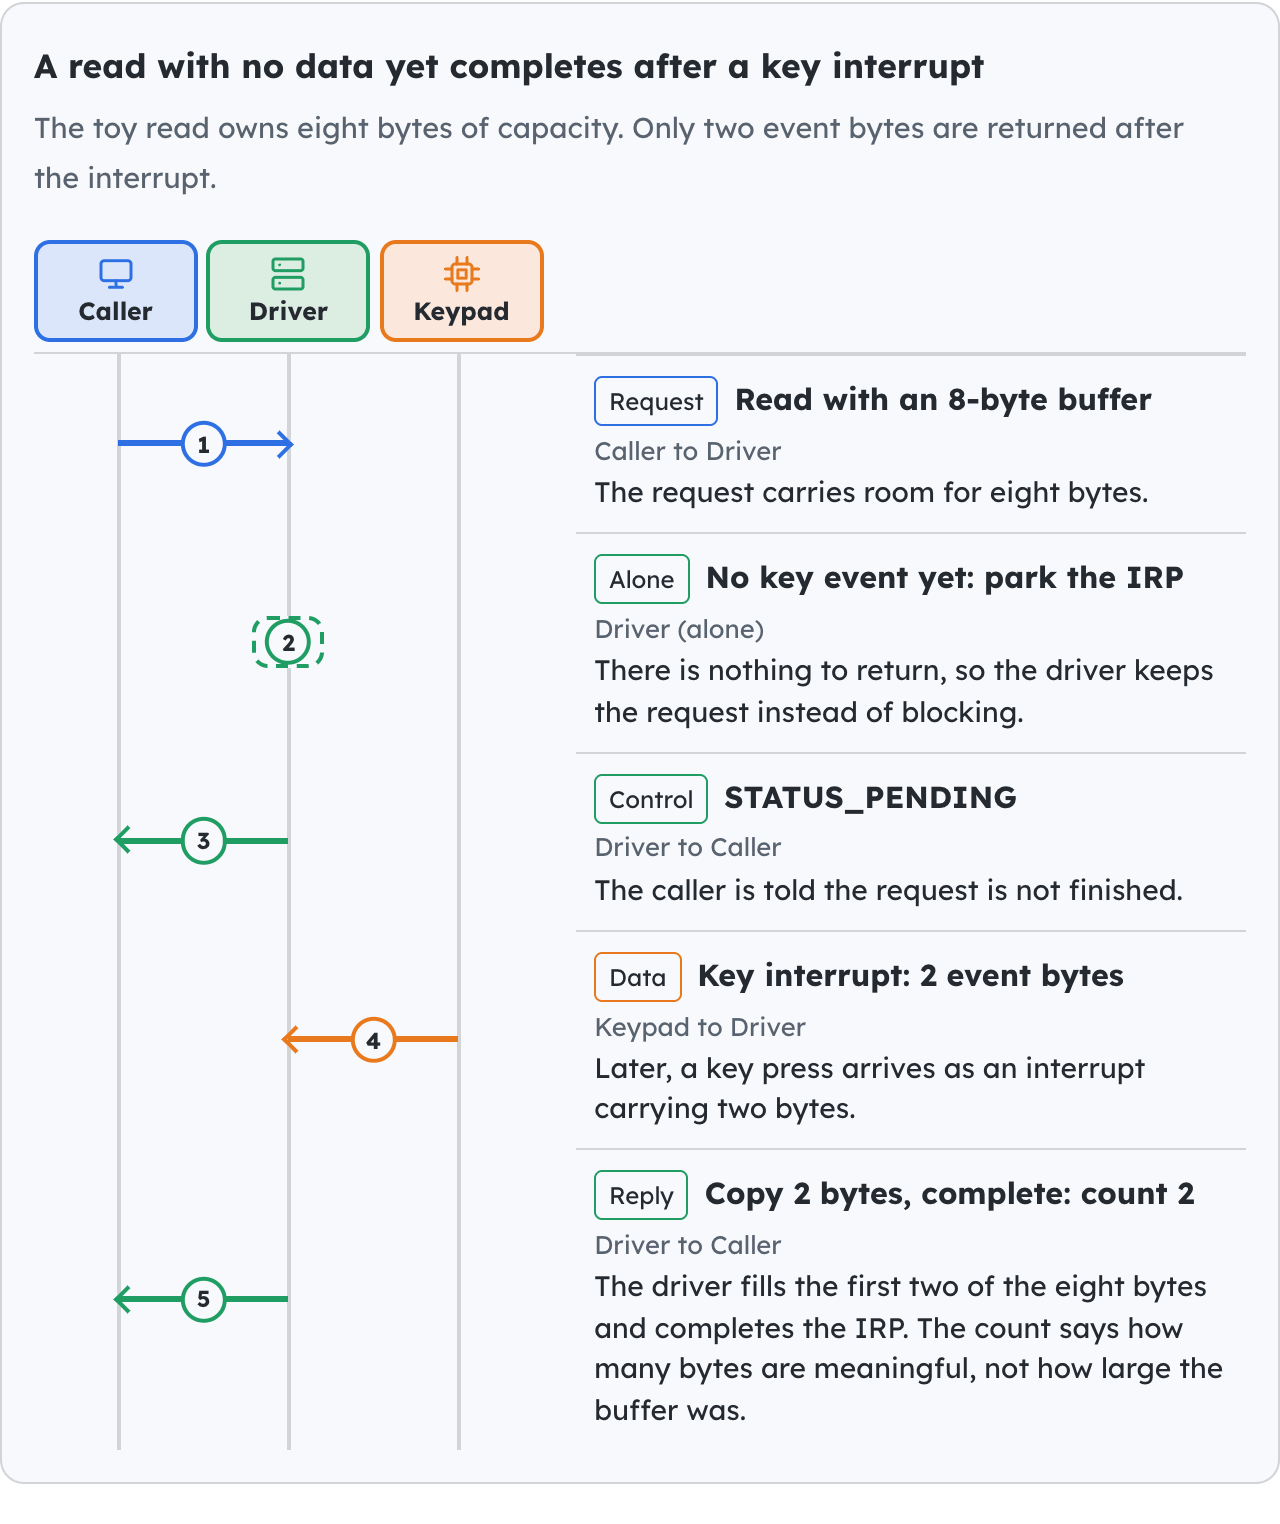 A read with no data yet completes after a key interrupt
The toy read owns eight bytes of capacity. Only two event bytes are returned after
the interrupt.
Caller
Driver
Keypad
Request
Read with an 8-byte buffer
Caller to Driver
The request carries room for eight bytes.
1
Alone
No key event yet: park the IRP
Driver (alone)
There is nothing to return, so the driver keeps
the request instead of blocking.
2
Control
STATUS_PENDING
Driver to Caller
The caller is told the request is not finished.
3
Data
Key interrupt: 2 event bytes
Keypad to Driver
Later, a key press arrives as an interrupt
carrying two bytes.
4
Reply
Copy 2 bytes, complete: count 2
Driver to Caller
The driver fills the first two of the eight bytes
and completes the IRP. The count says how
many bytes are meaningful, not how large the
buffer was.
5